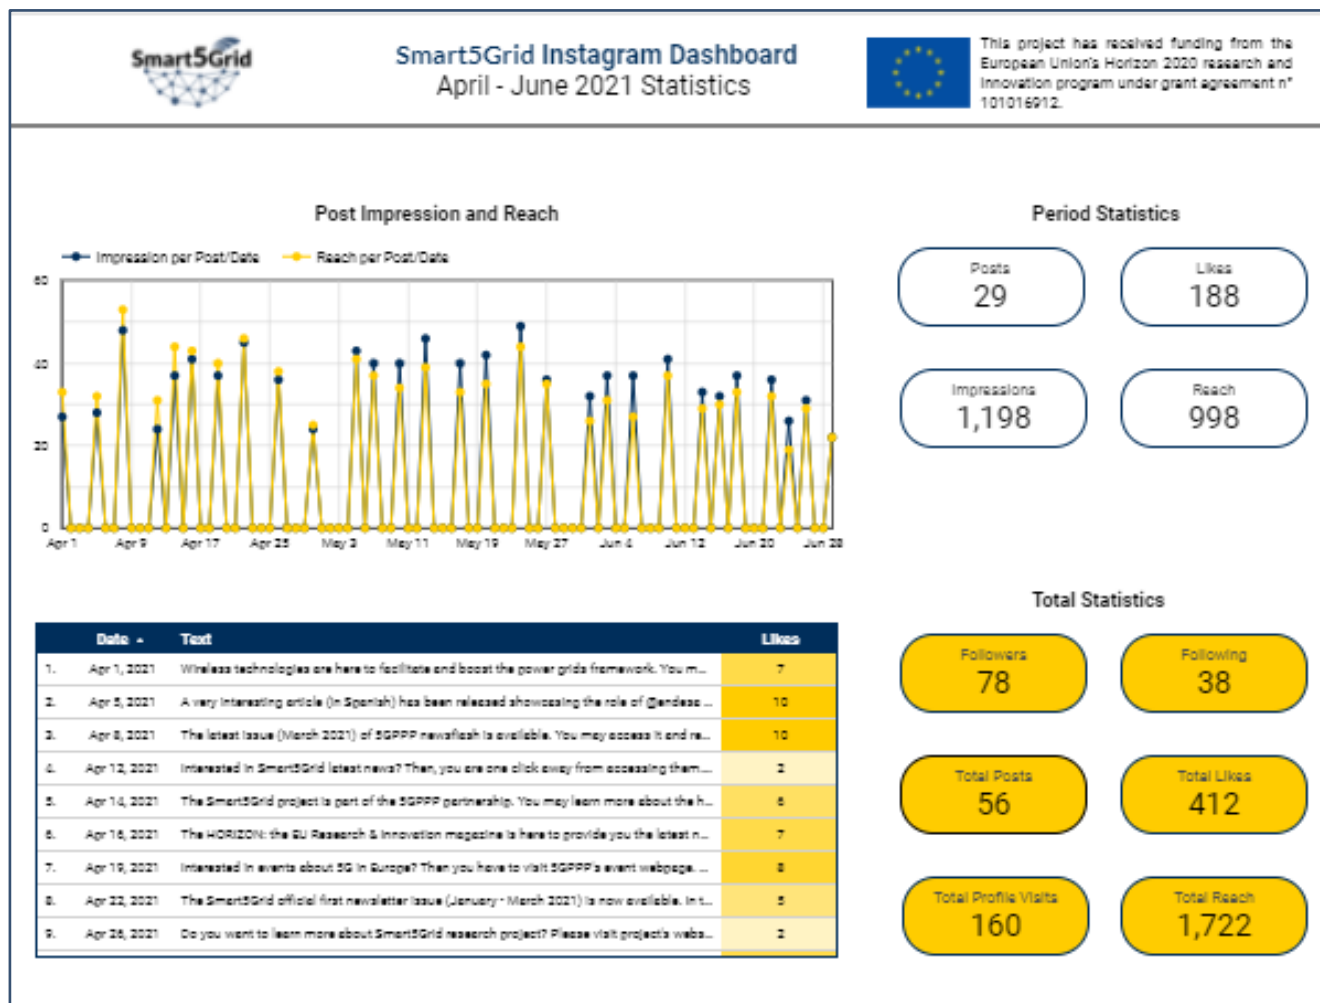 Smart5Grid
Smart5Grid Instagram Dashboard
April - June 2021 Statistics
This project has received funding from the
European Union's Horizon 2020 research and
innovation program under grant agreement n°
101016912.
Post Impression and Reach
Impression per Post/Date
Reach per Post/Date
60
40
20
0
Apr 1
Apr 9
Apr 17
Apr 25
May 3
May 11
May 19
May 27
Jun 4
Jun 12
Jun 20
Jun 28
Period Statistics
Posts
29
Likes
188
Impressions
1,198
Reach
998
Date
Text
Likes
1. Apr 1, 2021 Wireless technologies are here to facilitate and boost the power grids framework. You m... 7
2. Apr 5, 2021 A very interesting article (in Spanish) has been released showcasing the role of @endesa ... 10
3. Apr 8, 2021 The latest issue (March 2021) of 5GPPP newsflash is available. You may access it and re... 10
4. Apr 12, 2021 Interested in Smart5Grid latest news? Then, you are one click away from accessing them.... 2
5. Apr 14, 2021 The Smart5Grid project is part of the 5GPPP partnership. You may learn more about the h... 6
6. Apr 16, 2021 The HORIZON: the EU Research & Innovation magazine is here to provide you the latest n... 7
7. Apr 19, 2021 Interested in events about 5G in Europe? Then you have to visit 5GPPP's event webpage. ... 8
8. Apr 22, 2021 The Smart5Grid official first newsletter issue (January - March 2021) is now available. In t... 5
9. Apr 26, 2021 Do you want to learn more about Smart5Grid research project? Please visit project's webs... 2
Total Statistics
Followers
78
Following
38
Total Posts
56
Total Likes
412
Total Profile Visits
160
Total Reach
1,722